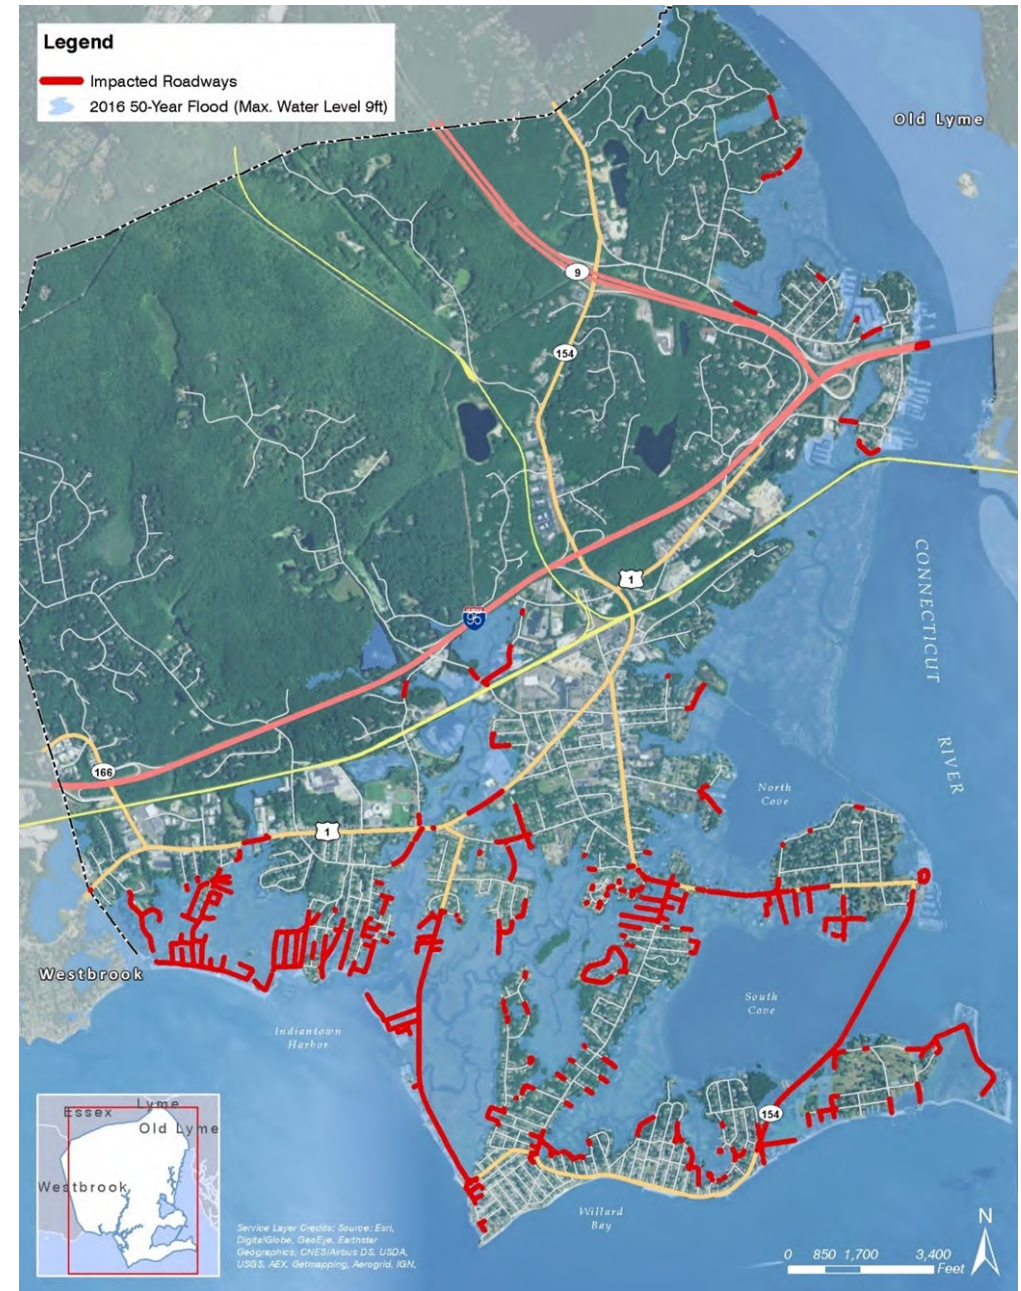 Legend
Impacted Roadways
2016 50-Year Flood (Max. Water Level 9ft)
Old Lyme
9
154
1
CONNECTICUT
RIVER
95
166
1
North
Cove
Westbrook
South
Cove
Indiantown
Harbor
154
Willard
Bay
Essex
Lyme
Old Lyme
Westbrook
Service Layer Credits: Source: Esri,
DigitalGlobe, GeoEye, Earthstar
Geographics, CNES/Airbus DS, USDA,
USGS, AEX, Getmapping, Aerogrid, IGN,
N
0 850 1,700 3,400
Feet